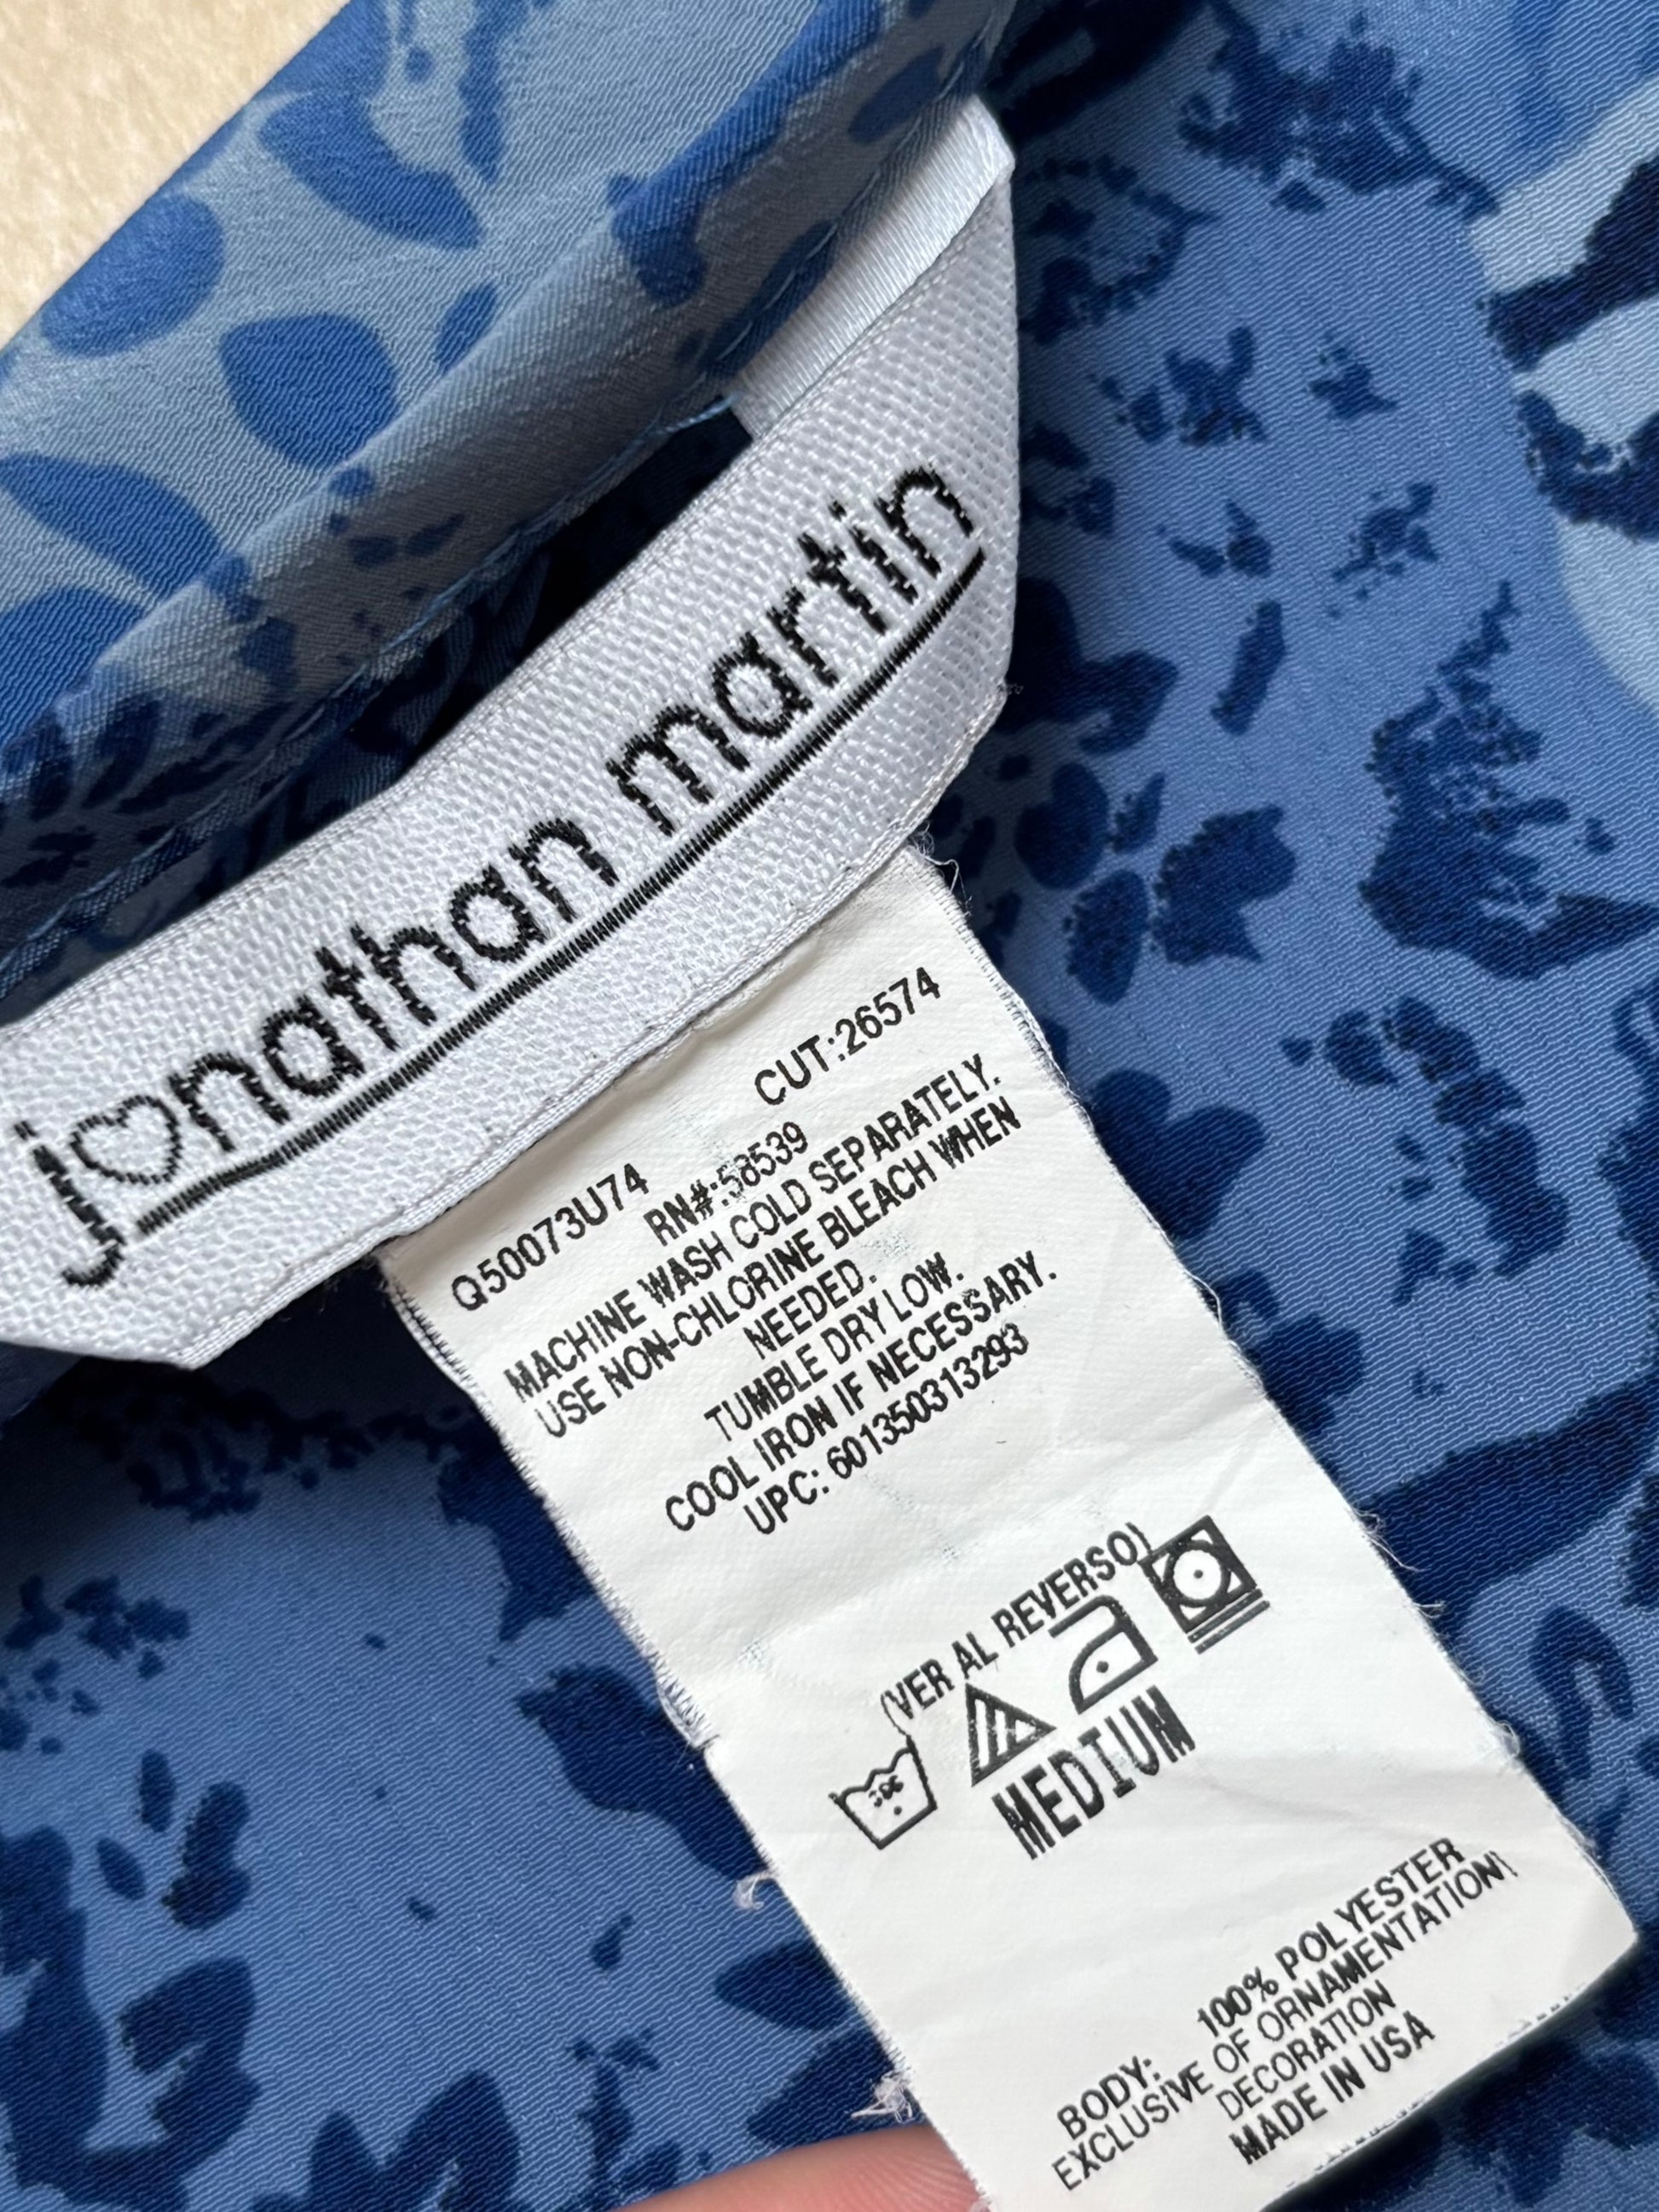 jonathan martin
Q50073U74 CUT:26574
RN#:58539
MACHINE WASH COLD SEPARATELY.
USE NON-CHLORINE BLEACH WHEN
NEEDED.
TUMBLE DRY LOW.
COOL IRON IF NECESSARY.
UPC: 601350313293
(VER AL REVERSO)
MEDIUM
BODY: 100% POLYESTER
EXCLUSIVE OF ORNAMENTATION\
DECORATION
MADE IN USA